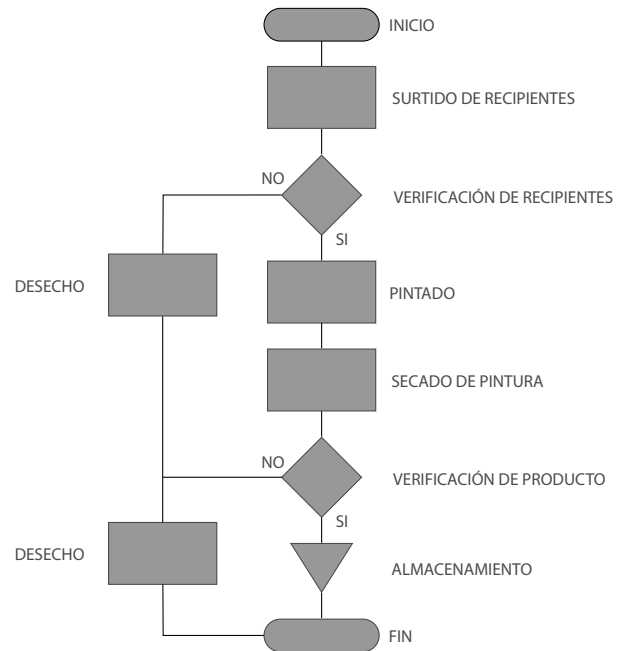 INICIO
SURTIDO DE RECIPIENTES
NO
VERIFICACIÓN DE RECIPIENTES
SI
DESECHO
PINTADO
SECADO DE PINTURA
NO
VERIFICACIÓN DE PRODUCTO
SI
DESECHO
ALMACENAMIENTO
FIN